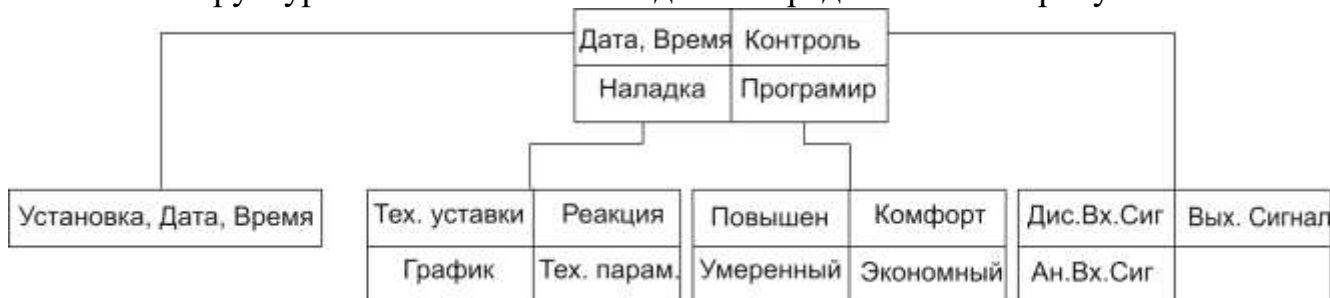 Дата, Время Контроль
Наладка Програмир
Установка, Дата, Время Тех. уставки Реакция Повышен Комфорт Дис.Вх.Сиг Вых. Сигнал
График Тех. парам. Умеренный Экономный Ан.Вх.Сиг